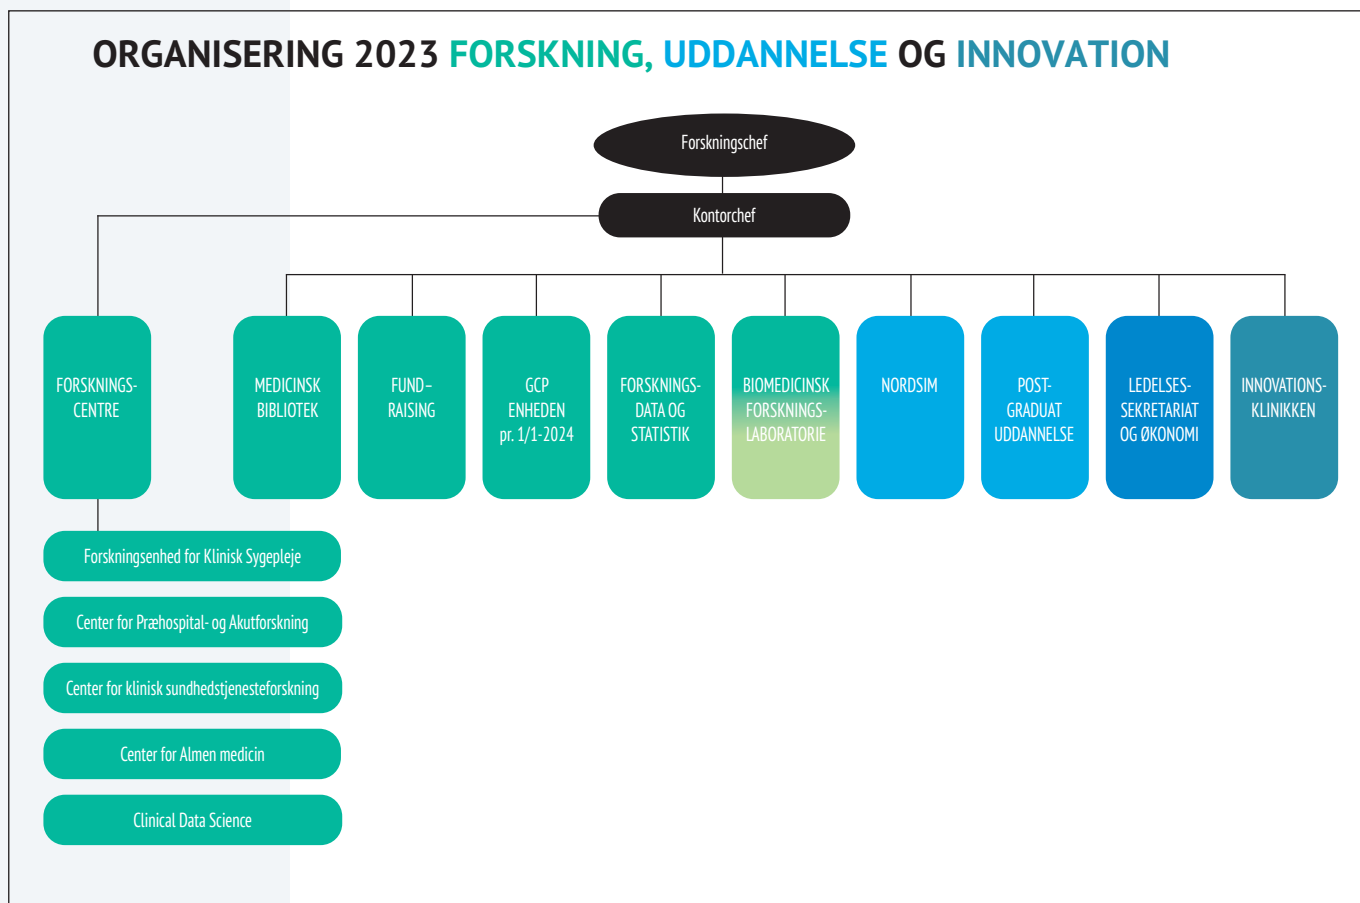 ORGANISERING 2023 FORSKNING, UDDANNELSE OG INNOVATION
Forskningschef
Kontorchef
FORSKNINGS-
CENTRE
MEDICINSK
BIBLIOTEK
FUND–
RAISING
GCP
ENHEDEN
pr. 1/1-2024
FORSKNINGS-
DATA OG
STATISTIK
BIOMEDICINSK
FORSKNINGS-
LABORATORIE
NORDSIM
POST-
GRADUAT
UDDANNELSE
LEDELSES-
SEKRETARIAT
OG ØKONOMI
INNOVATIONS-
KLINIKKEN
Forskningsenhed for Klinisk Sygepleje
Center for Præhospital- og Akutforskning
Center for klinisk sundhedstjenesteforskning
Center for Almen medicin
Clinical Data Science